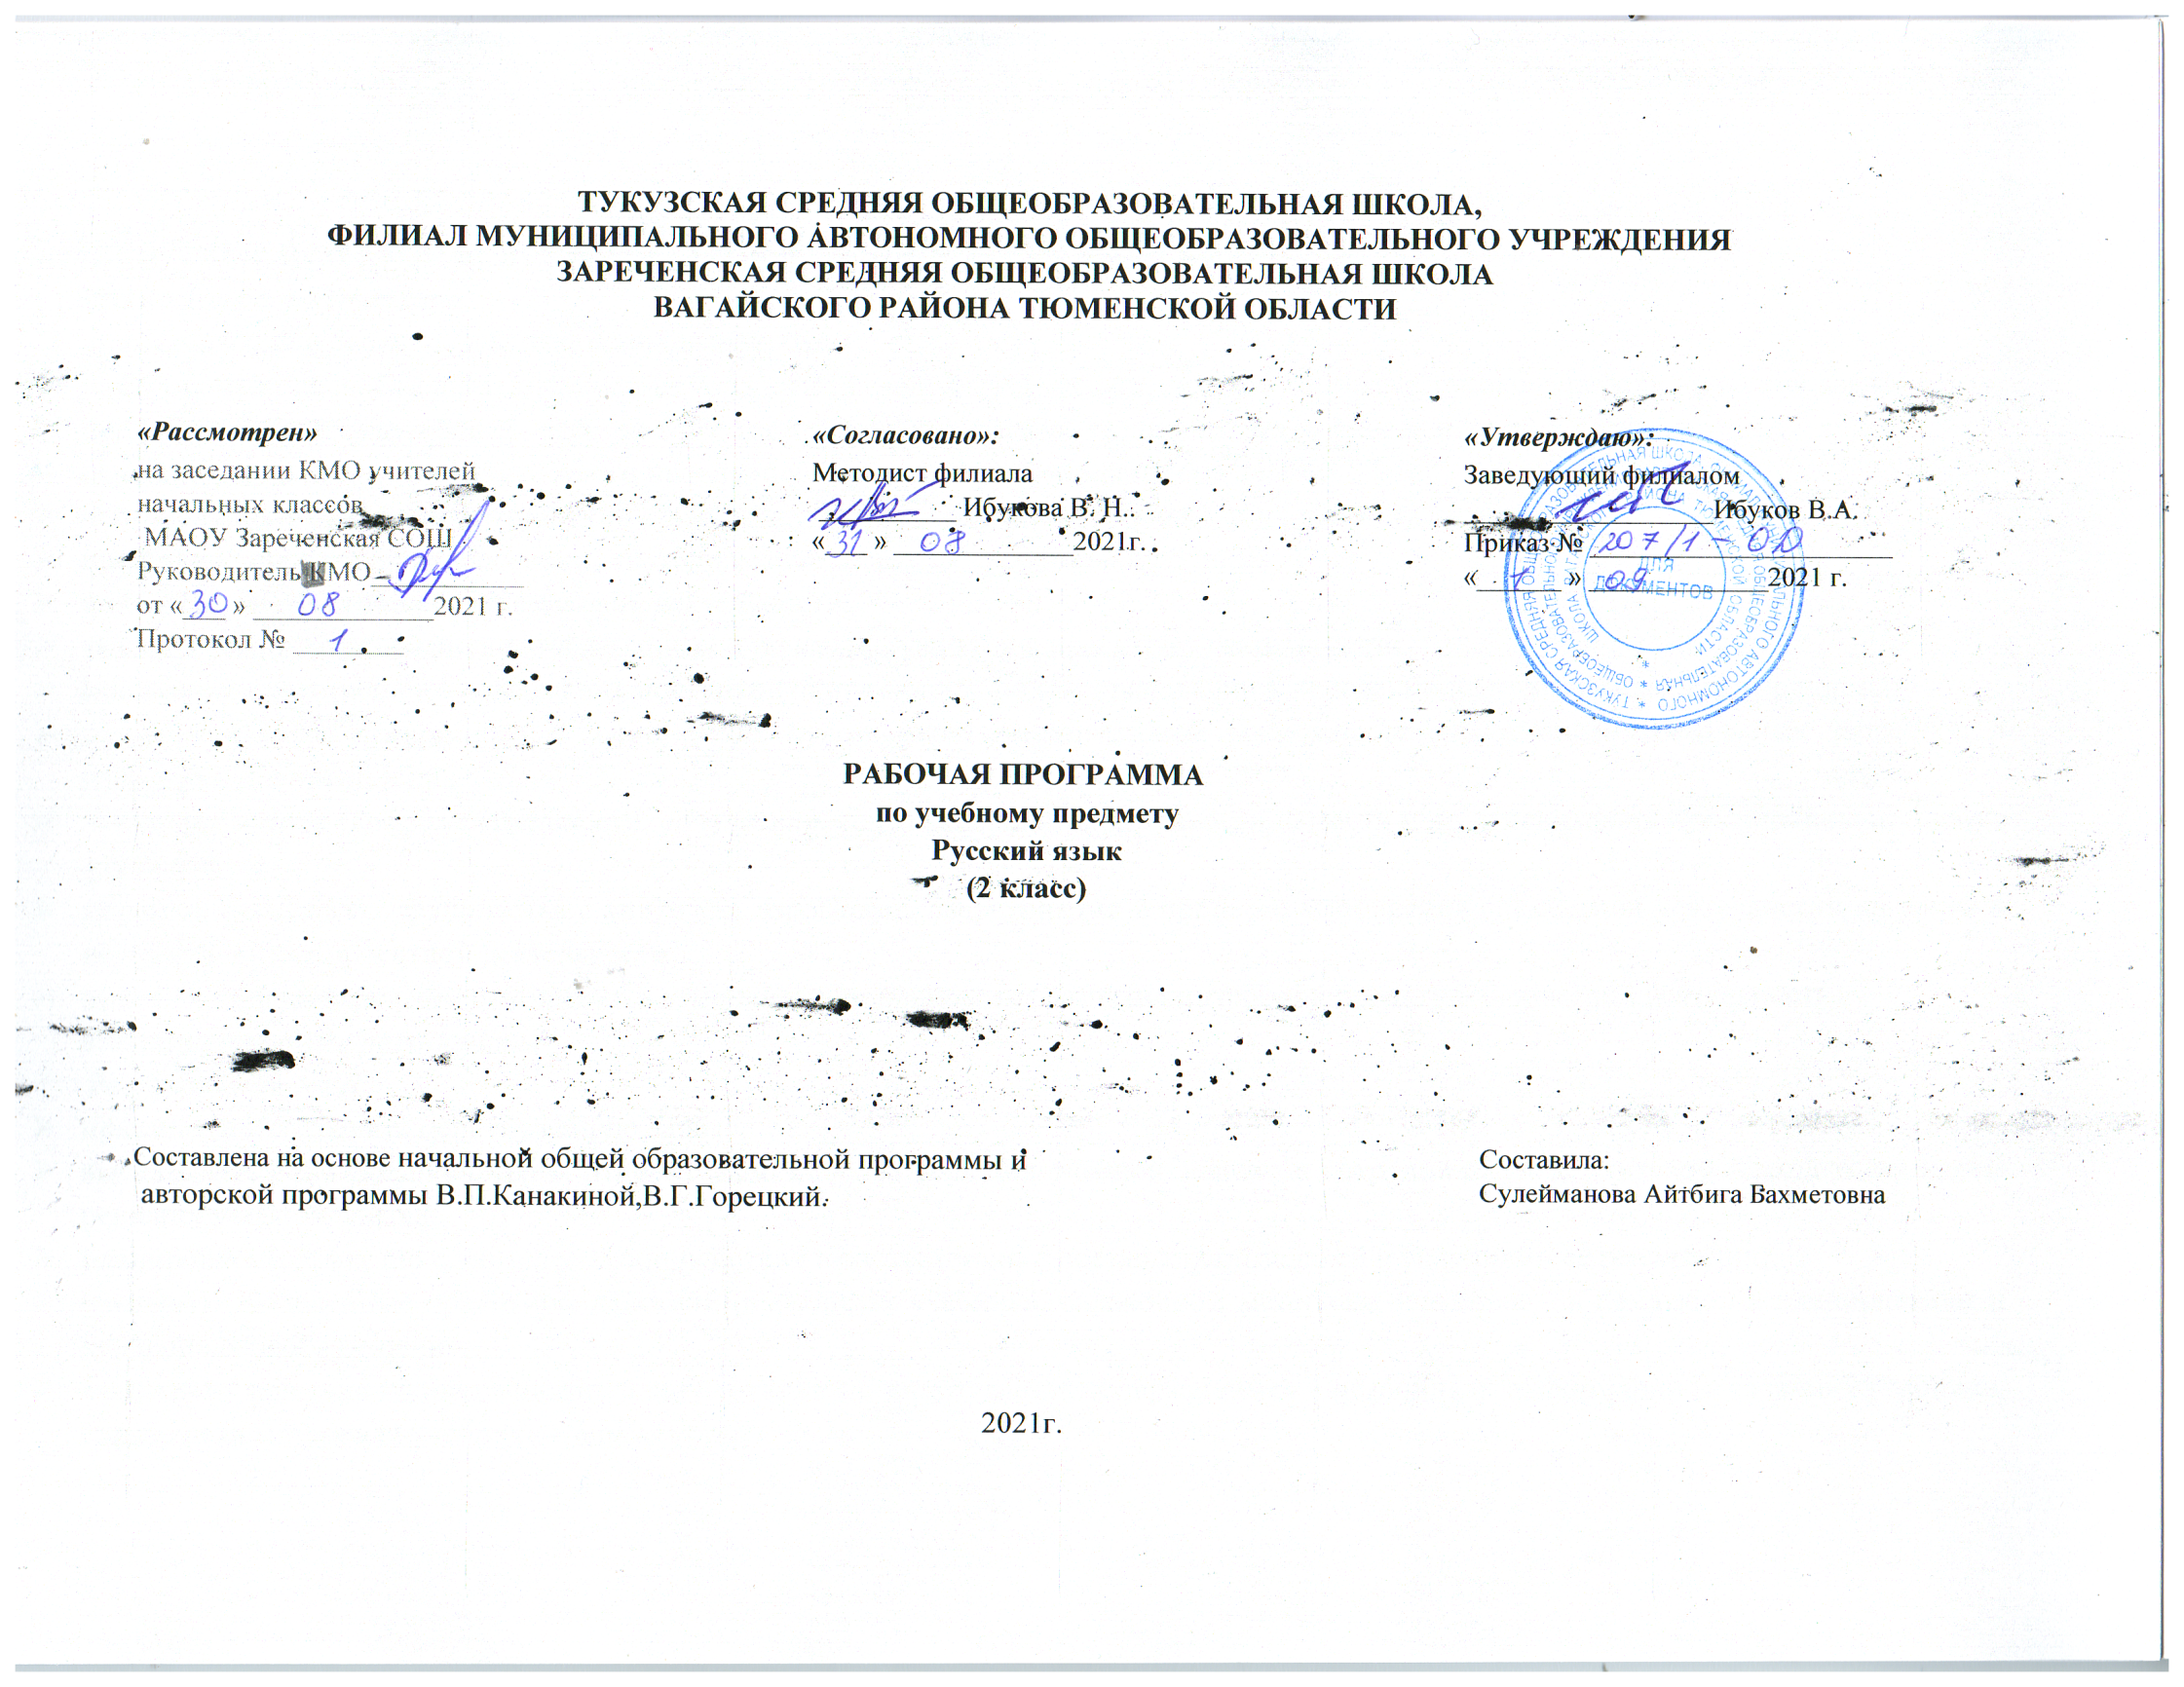 ТУКУЗСКАЯ СРЕДНЯЯ ОБЩЕОБРАЗОВАТЕЛЬНАЯ ШКОЛА,
ФИЛИАЛ МУНИЦИПАЛЬНОГО АВТОНОМНОГО ОБЩЕОБРАЗОВАТЕЛЬНОГО УЧРЕЖДЕНИЯ
ЗАРЕЧЕНСКАЯ СРЕДНЯЯ ОБЩЕОБРАЗОВАТЕЛЬНАЯ ШКОЛА
ВАГАЙСКОГО РАЙОНА ТЮМЕНСКОЙ ОБЛАСТИ
«Рассмотрен»
на заседании КМО учителей
начальных классов
МАОУ Зареченская СОШ
Руководитель КМО
от «30» 08 2021 г.
Протокол № 1
«Согласовано»:
Методист филиала
Ибукова В. Н.
«31» 08 2021г.
«Утверждаю»:
Заведующий филиалом
Ибуков В.А.
Приказ № 207/1 - ОД
« 1 » 09 2021 г.
ДЛЯ
ДОКУМЕНТОВ
РАБОЧАЯ ПРОГРАММА
по учебному предмету
Русский язык
(2 класс)
Составлена на основе начальной общей образовательной программы и
авторской программы В.П.Канакиной,В.Г.Горецкий.
Составила:
Сулейманова Айтбига Вахметовна
2021г.